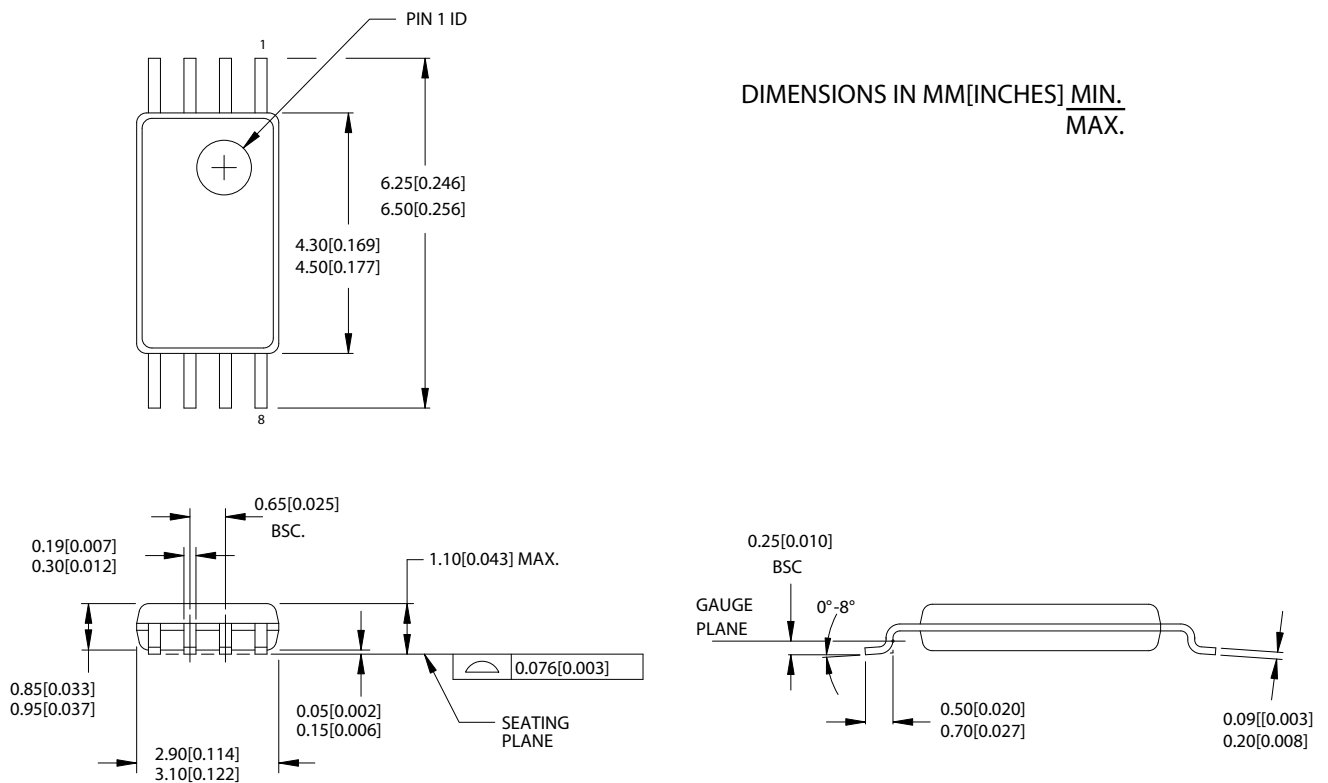 PIN 1 ID
1
DIMENSIONS IN MM[INCHES] MIN.
MAX.
6.25[0.246]
6.50[0.256]
4.30[0.169]
4.50[0.177]
8
0.65[0.025]
BSC.
0.19[0.007]
0.30[0.012]
1.10[0.043] MAX.
0.85[0.033]
0.95[0.037]
0.05[0.002]
0.15[0.006]
0.076[0.003]
SEATING
PLANE
2.90[0.114]
3.10[0.122]
0.25[0.010]
BSC
GAUGE
PLANE
0°-8°
0.50[0.020]
0.70[0.027]
0.09[[0.003]
0.20[0.008]